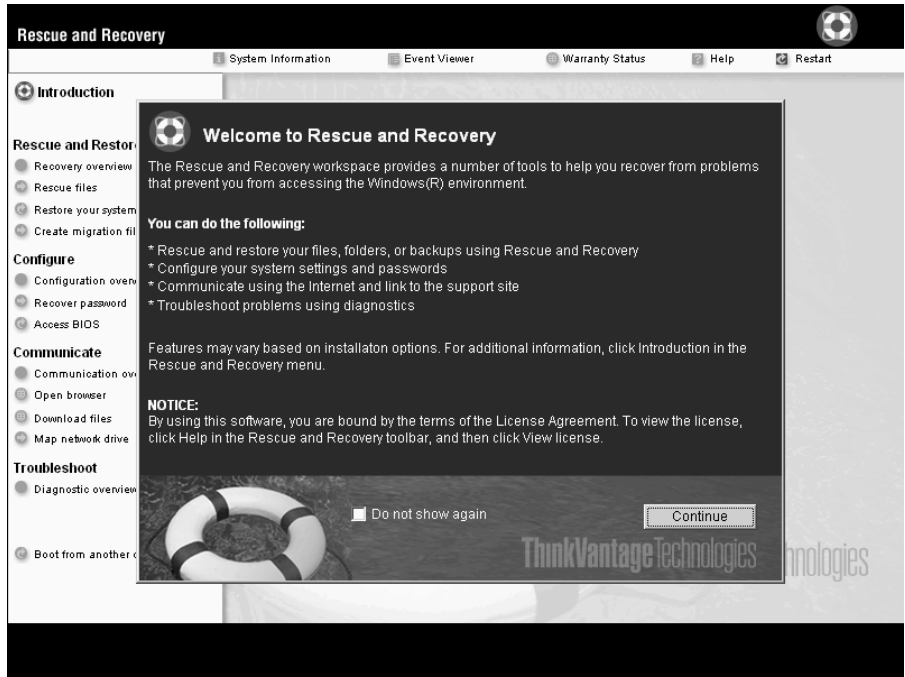 Rescue and Recovery
System Information
Event Viewer
Warranty Status
Help
Restart
Introduction
Rescue and Restor
Recovery overview
Rescue files
Restore your system
Create migration fil
Configure
Configuration overv
Recover password
Access BIOS
Communicate
Communication ov
Open browser
Download files
Map network drive
Troubleshoot
Diagnostic overview
Boot from another
Welcome to Rescue and Recovery
The Rescue and Recovery workspace provides a number of tools to help you recover from problems
that prevent you from accessing the Windows(R) environment.
You can do the following:
* Rescue and restore your files, folders, or backups using Rescue and Recovery
* Configure your system settings and passwords
* Communicate using the Internet and link to the support site
* Troubleshoot problems using diagnostics
Features may vary based on installaton options. For additional information, click Introduction in the
Rescue and Recovery menu.
NOTICE:
By using this software, you are bound by the terms of the License Agreement. To view the license,
click Help in the Rescue and Recovery toolbar, and then click View license.
Do not show again
Continue
ThinkVantage Technologies
hnologies